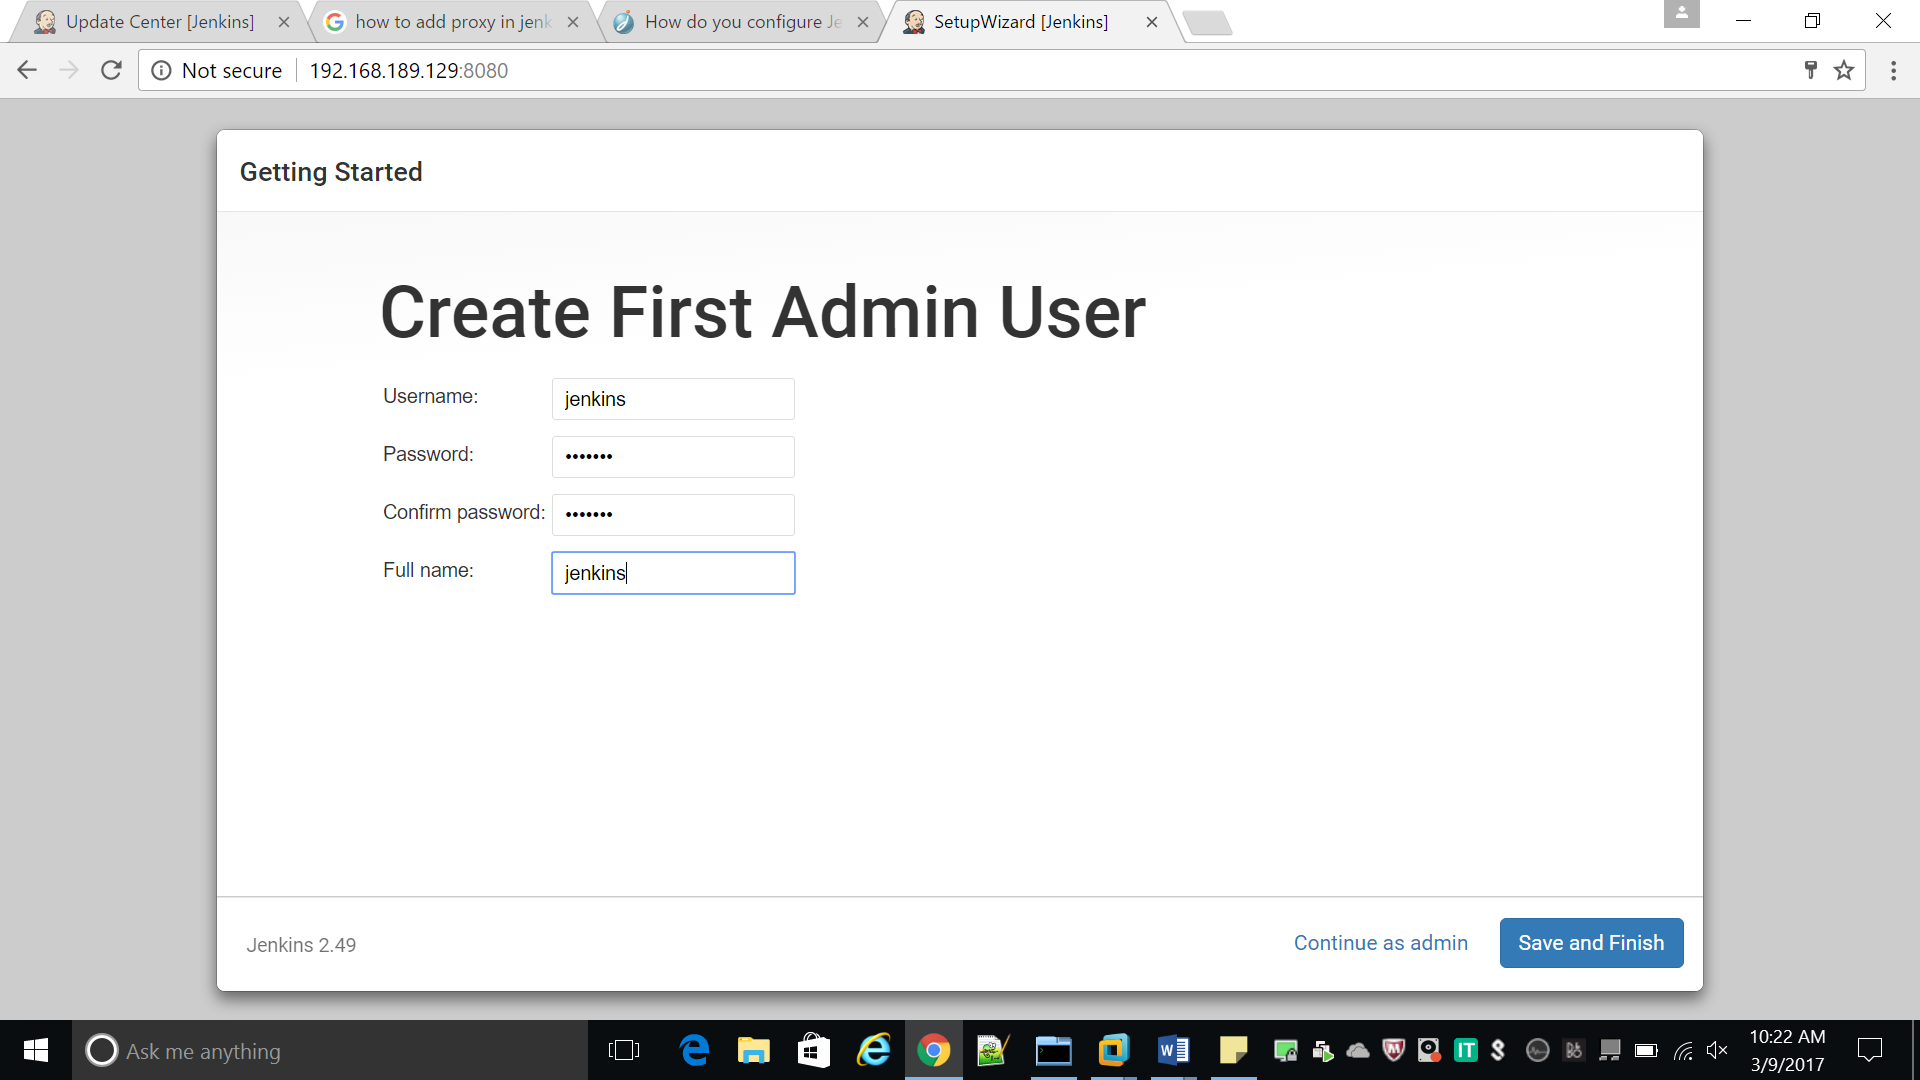 Update Center [Jenkins]
how to add proxy in jenk
How do you configure Je
SetupWizard [Jenkins]
Not secure
192.168.189.129:8080
Getting Started
Create First Admin User
Username: jenkins
Password: •••••••
Confirm password: •••••••
Full name: jenkins
Jenkins 2.49
Continue as admin
Save and Finish
Ask me anything
IT
10:22 AM
3/9/2017